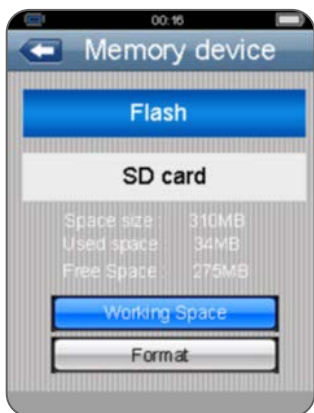 00:16
Memory device
Flash
SD card
Space size : 310MB
Used space : 34MB
Free Space : 275MB
Working Space
Format